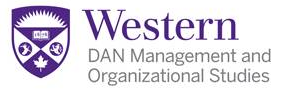 Western
DAN Management and
Organizational Studies